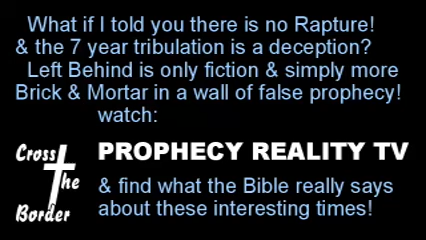 What if I told you there is no Rapture!
& the 7 year tribulation is a deception?
Left Behind is only fiction & simply more
Brick & Mortar in a wall of false prophecy!
watch:
PROPHECY REALITY TV
Cross
the
Border
& find what the Bible really says
about these interesting times!